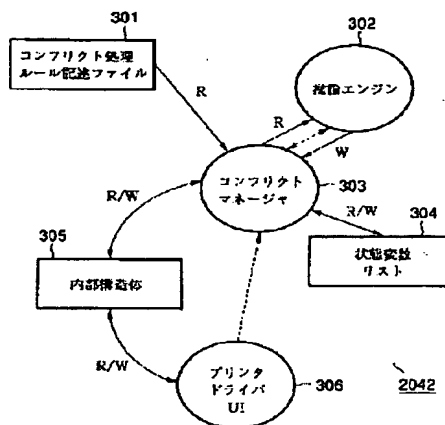 301
コンフリクト処理
ルール記述ファイル
302
推論エンジン
R
R
W
コンフリクト
マネージャ
303
304
R/W
R/W
305
状態変数
リスト
内部構造体
R/W
プリンタ
ドライバ
UI
306
2042